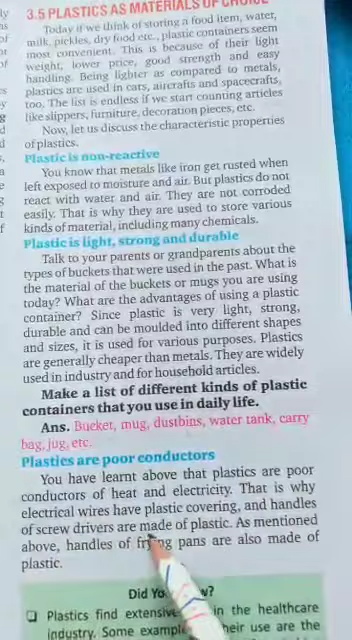 3.5 PLASTICS AS MATERIALS OF CHOICE
Today if we think of storing a food item, water,
milk, pickles, dry food etc., plastic containers seem
most convenient. This is because of their light
weight, lower price, good strength and easy
handling. Being lighter as compared to metals,
plastics are used in cars, aircrafts and spacecrafts,
too. The list is endless if we start counting articles
like slippers, furniture, decoration pieces, etc.
Now, let us discuss the characteristic properties
of plastics.
Plastic is non-reactive
You know that metals like iron get rusted when
left exposed to moisture and air. But plastics do not
react with water and air. They are not corroded
easily. That is why they are used to store various
kinds of material, including many chemicals.
Plastic is light, strong and durable
Talk to your parents or grandparents about the
types of buckets that were used in the past. What is
the material of the buckets or mugs you are using
today? What are the advantages of using a plastic
container? Since plastic is very light, strong,
durable and can be moulded into different shapes
and sizes, it is used for various purposes. Plastics
are generally cheaper than metals. They are widely
used in industry and for household articles.
Make a list of different kinds of plastic
containers that you use in daily life.
Ans. Bucket, mug, dustbins, water tank, carry
bag, jug, etc.
Plastics are poor conductors
You have learnt above that plastics are poor
conductors of heat and electricity. That is why
electrical wires have plastic covering, and handles
of screw drivers are made of plastic. As mentioned
above, handles of frying pans are also made of
plastic.
Did You
Plastics find in the healthcare
industry. Some their use are the